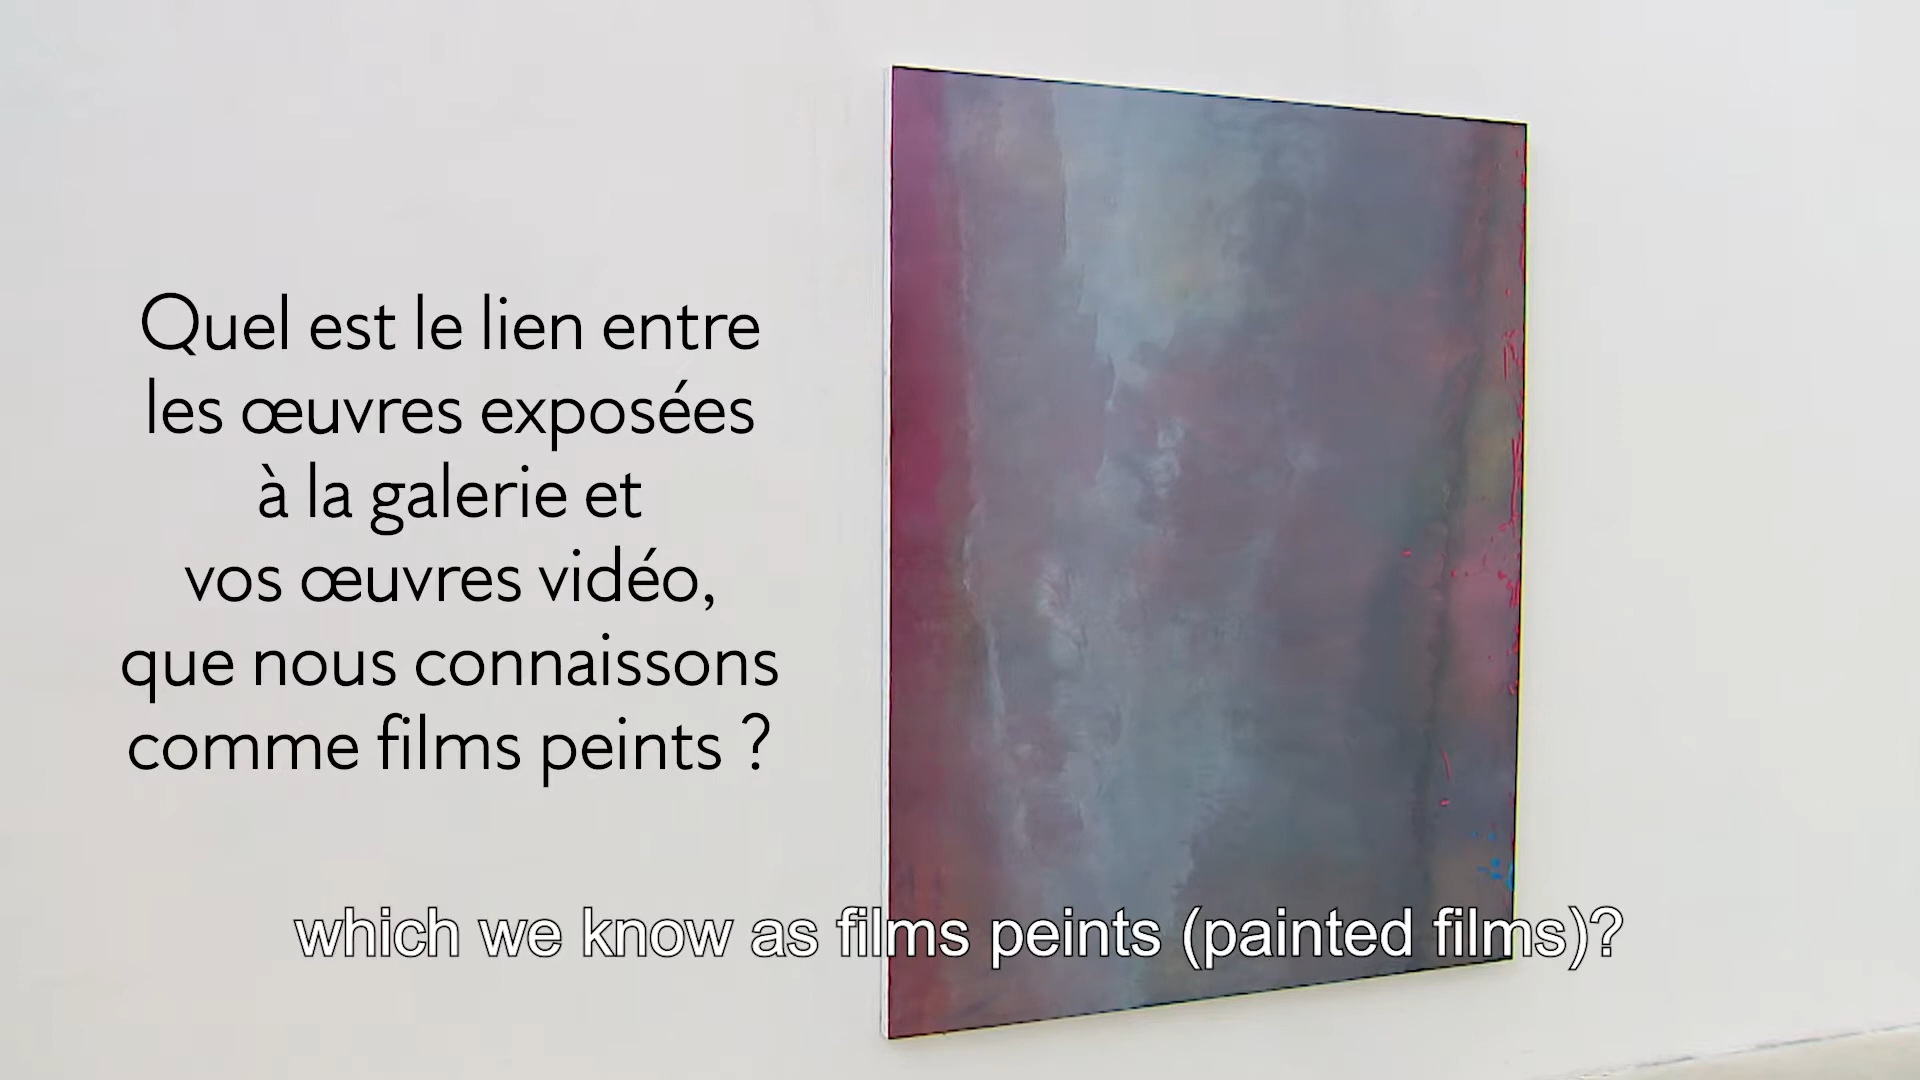 Quel est le lien entre
les œuvres exposées
à la galerie et
vos œuvres vidéo,
que nous connaissons
comme films peints ?
which we know as films peints (painted films)?